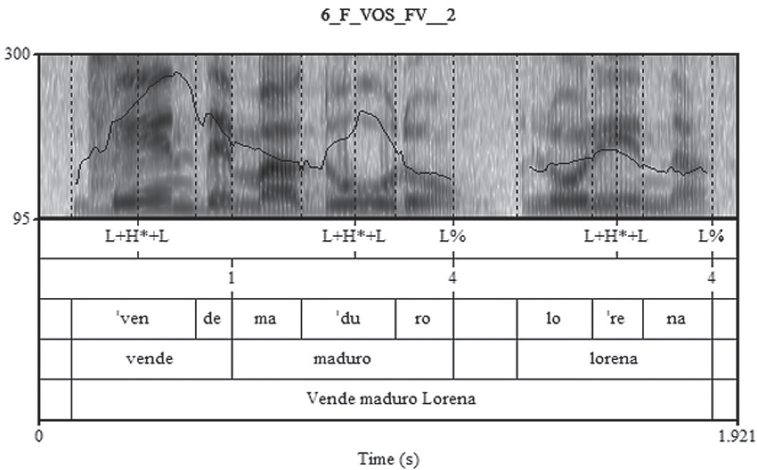 6_F_VOS_FV__2
300
95
L+H*+L L+H*+L L% L+H*+L L%
1 4 4
ˈven de ma ˈdu ro lo ˈre na
vende maduro lorena
Vende maduro Lorena
0 1.921
Time (s)